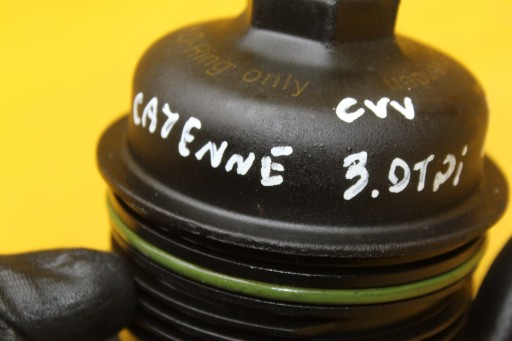 O-Ring only
CAYENNE CVV
3.0TDi